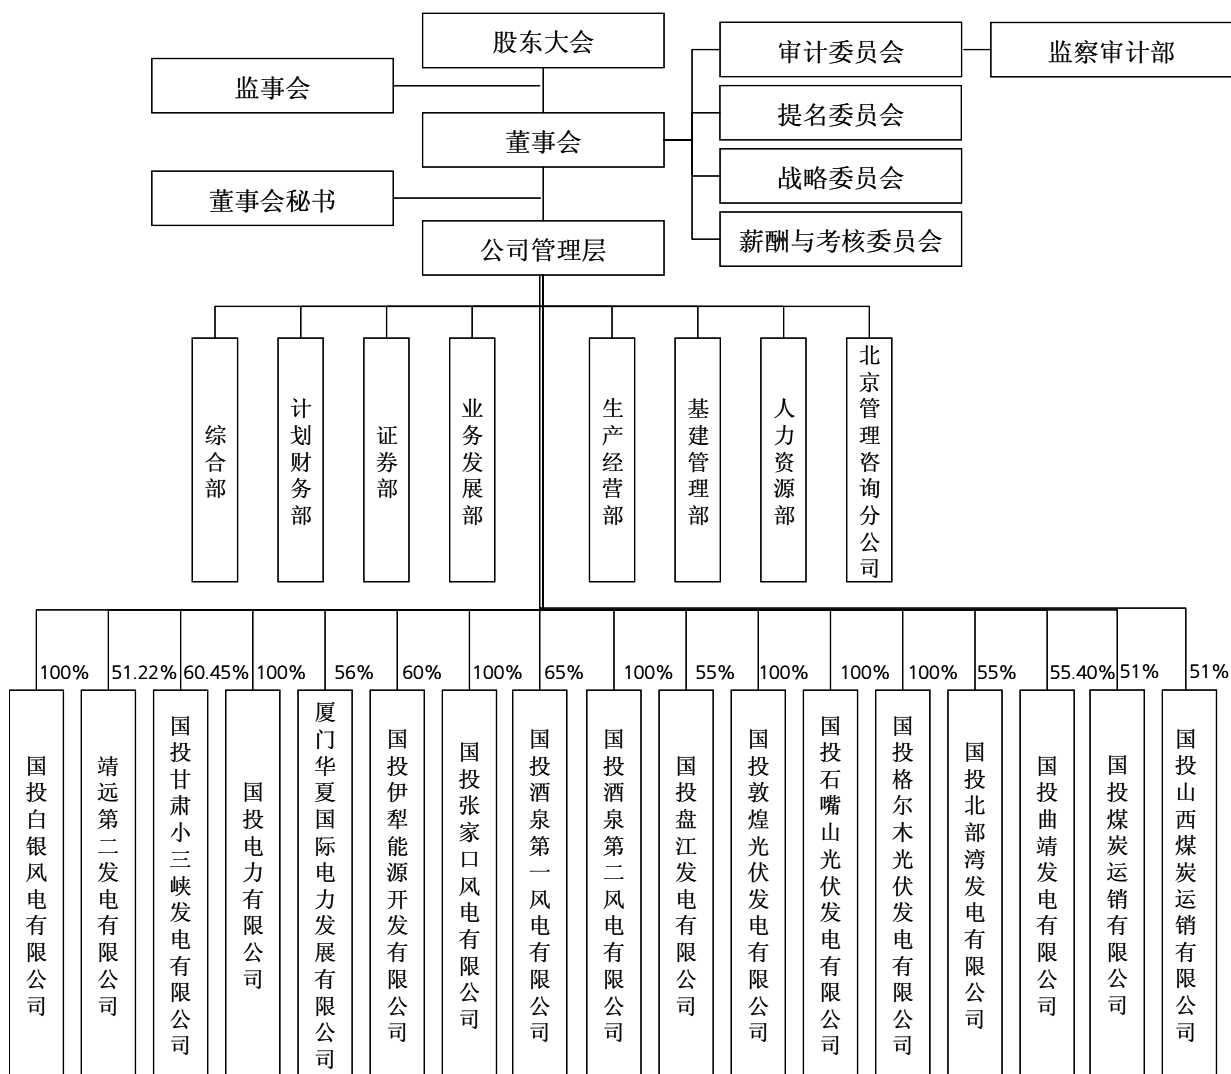 股东大会
审计委员会
监察审计部
监事会
提名委员会
董事会
战略委员会
董事会秘书
薪酬与考核委员会
公司管理层
综合部
计划财务部
证券部
业务发展部
生产经营部
基建管理部
人力资源部
北京管理咨询分公司
100%
51.22%
60.45%
100%
56%
60%
100%
65%
100%
55%
100%
100%
100%
55%
55.40%
51%
51%
国投白银风电有限公司
靖远第二发电有限公司
国投甘肃小三峡发电有限公司
国投电力有限公司
厦门华夏国际电力发展有限公司
国投伊犁能源开发有限公司
国投张家口风电有限公司
国投酒泉第一风电有限公司
国投酒泉第二风电有限公司
国投盘江发电有限公司
国投敦煌光伏发电有限公司
国投石嘴山光伏发电有限公司
国投格尔木光伏发电有限公司
国投北部湾发电有限公司
国投曲靖发电有限公司
国投煤炭运销有限公司
国投山西煤炭运销有限公司